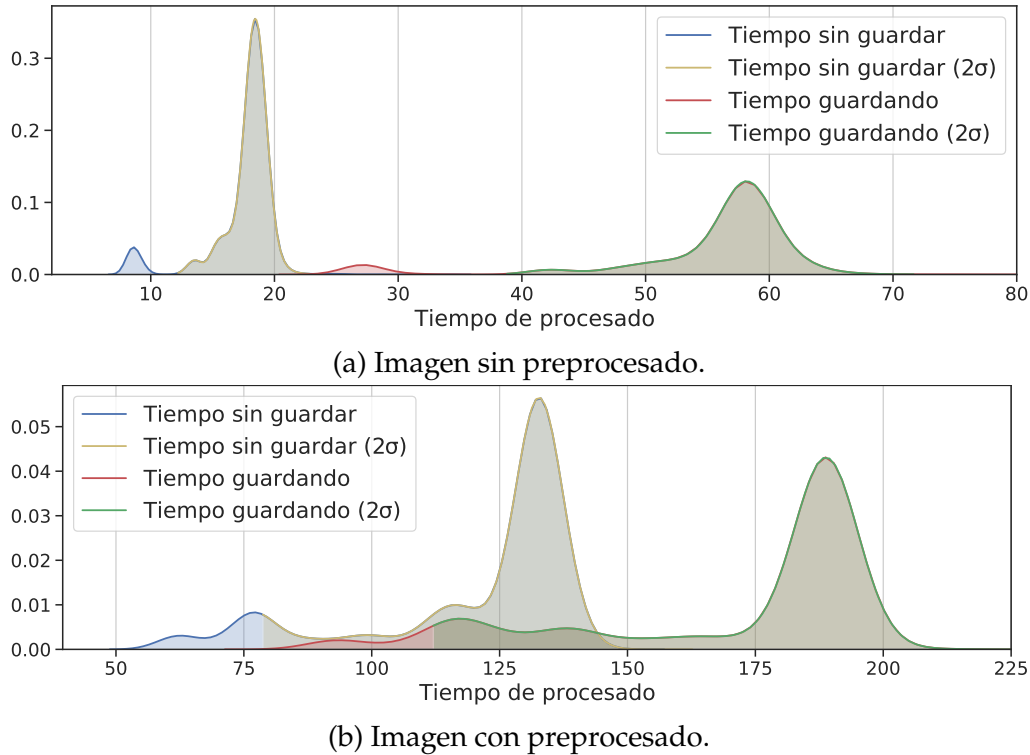 0.3
0.2
0.1
0.0
Tiempo sin guardar
Tiempo sin guardar (2σ)
Tiempo guardando
Tiempo guardando (2σ)
10 20 30 40 50 60 70 80
Tiempo de procesado
(a) Imagen sin preprocesado.
0.05
0.04
0.03
0.02
0.01
0.00
Tiempo sin guardar
Tiempo sin guardar (2σ)
Tiempo guardando
Tiempo guardando (2σ)
50 75 100 125 150 175 200 225
Tiempo de procesado
(b) Imagen con preprocesado.